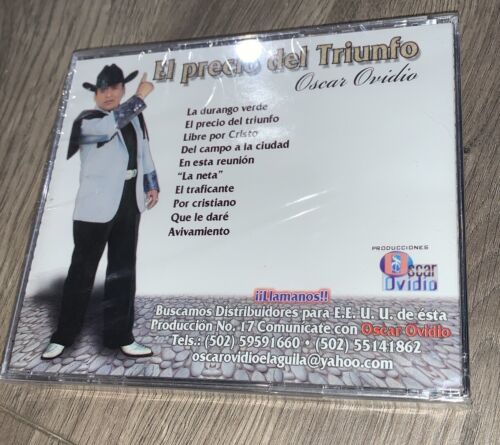 El precio del Triunfo
Oscar Ovidio
La durango verde
El precio del triunfo
Libre por Cristo
Del campo a la ciudad
En esta reunión
"La neta"
El traficante
Por cristiano
Que le daré
Avivamiento
PRODUCCIONES
Oscar
Ovidio
¡¡Llamanos!!
Buscamos Distribuidores para E.E. U. U. de ésta
Producción No. 17 Comunícate con Oscar Ovidio
Tels.: (502) 59591660 • (502) 55141862
oscarovidioelaguila@yahoo.com